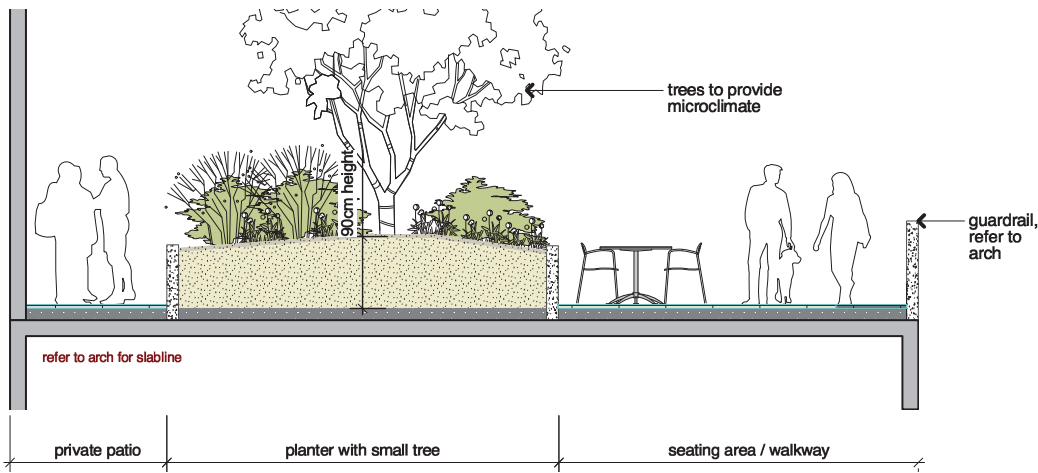 trees to provide
microclimate
90cm height
guardrail,
refer to
arch
refer to arch for slabline
private patio
planter with small tree
seating area / walkway